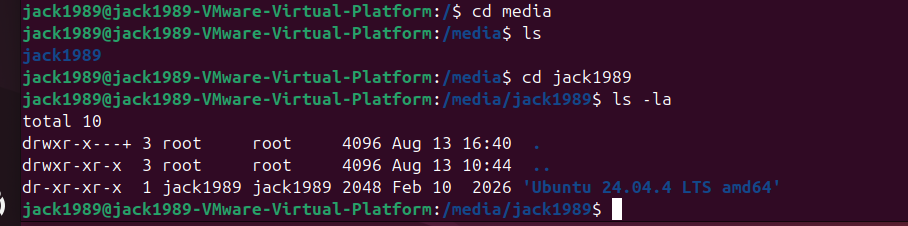 jack1989@jack1989-VMware-Virtual-Platform:/$ cd media
jack1989@jack1989-VMware-Virtual-Platform:/media$ ls
jack1989
jack1989@jack1989-VMware-Virtual-Platform:/media$ cd jack1989
jack1989@jack1989-VMware-Virtual-Platform:/media/jack1989$ ls -la
total 10
drwxr-x---+ 3 root     root     4096 Aug 13 16:40  .
drwxr-xr-x  3 root     root     4096 Aug 13 10:44  ..
dr-xr-xr-x  1 jack1989 jack1989 2048 Feb 10  2026 'Ubuntu 24.04.4 LTS amd64'
jack1989@jack1989-VMware-Virtual-Platform:/media/jack1989$